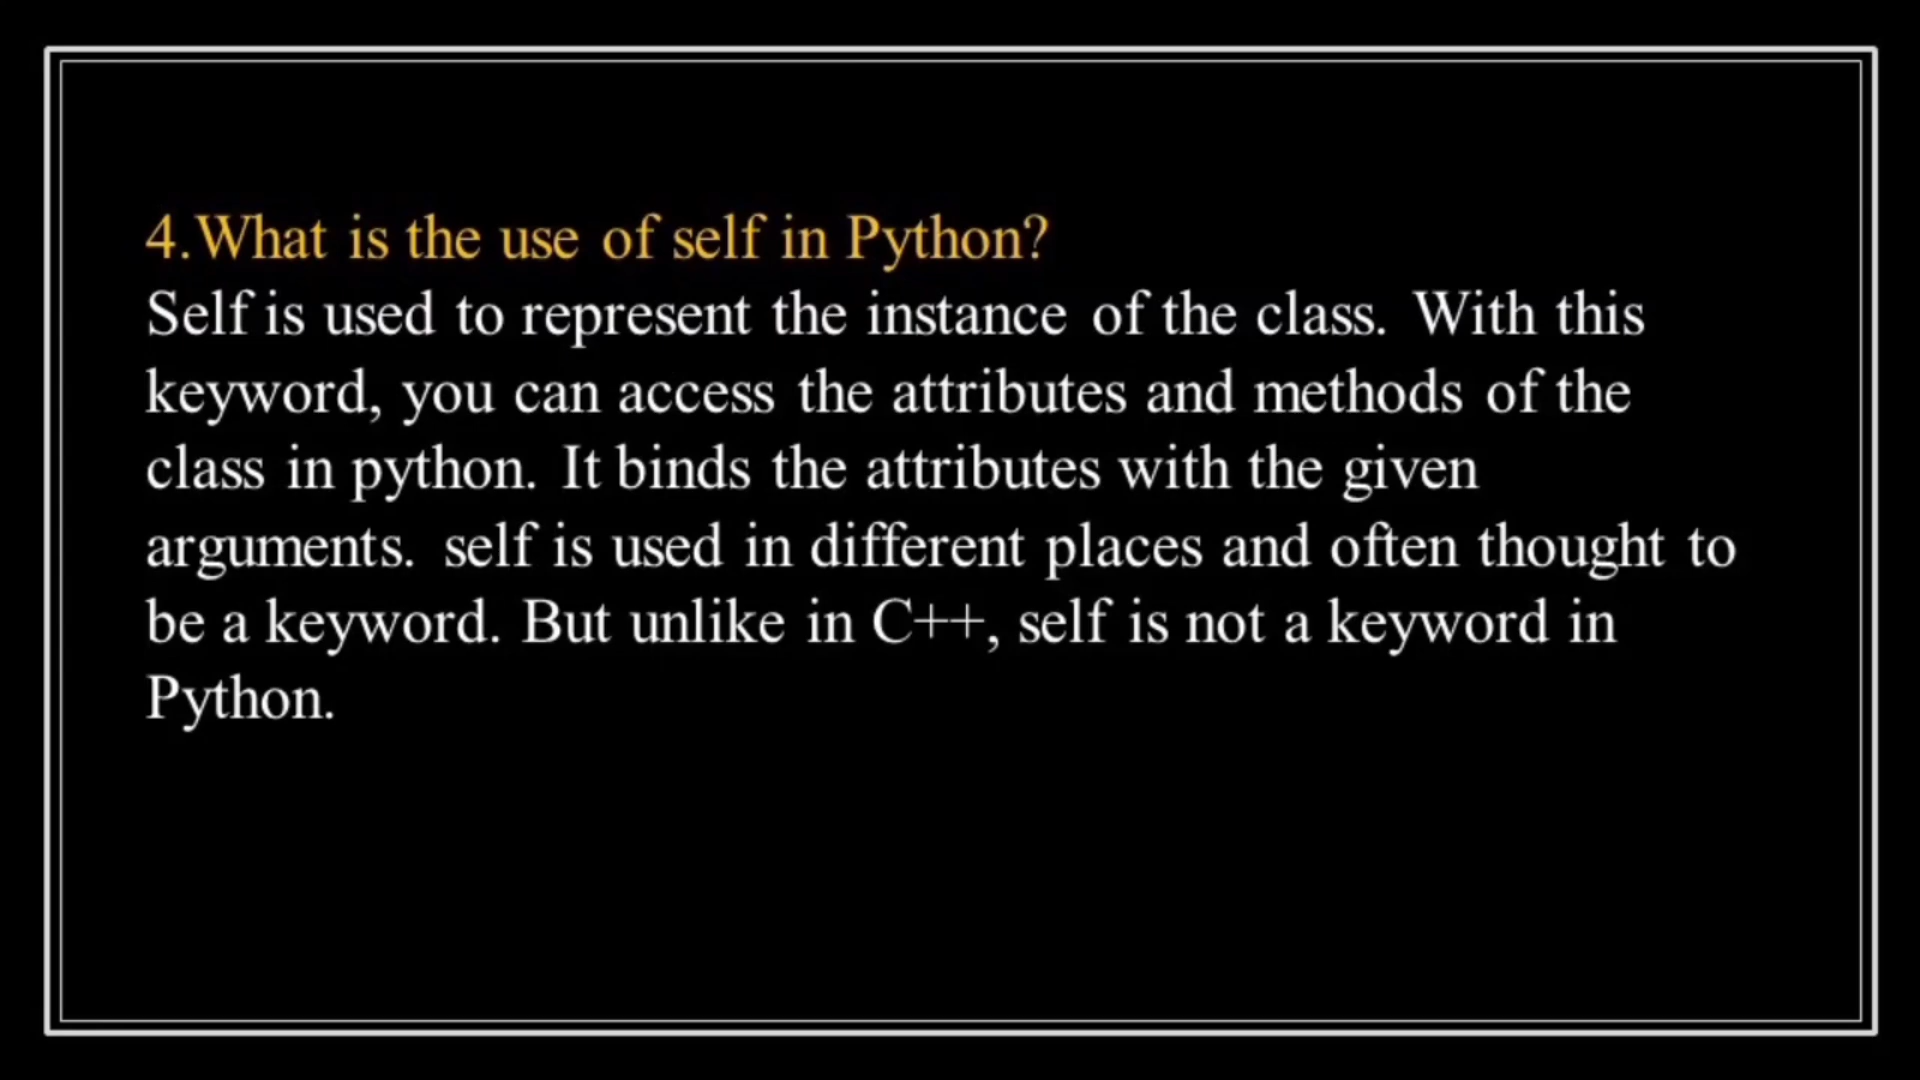 4.What is the use of self in Python?
Self is used to represent the instance of the class. With this
keyword, you can access the attributes and methods of the
class in python. It binds the attributes with the given
arguments. self is used in different places and often thought to
be a keyword. But unlike in C++, self is not a keyword in
Python.